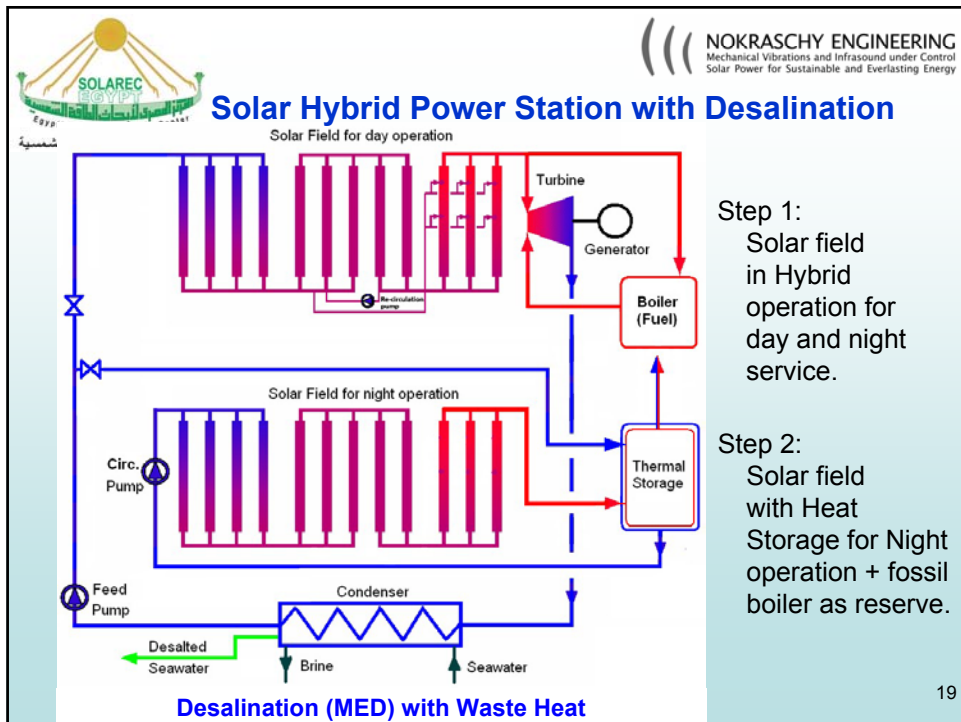 SOLAREC
EGYPT
NOKRASCHY ENGINEERING
Mechanical Vibrations and Infrasound under Control
Solar Power for Sustainable and Everlasting Energy
Solar Hybrid Power Station with Desalination
Solar Field for day operation
Turbine
Generator
Re-circulation
pump
Boiler
(Fuel)
Solar Field for night operation
Circ.
Pump
Thermal
Storage
Feed
Pump
Condenser
Desalted
Seawater
Brine
Seawater
Desalination (MED) with Waste Heat
Step 1:
Solar field
in Hybrid
operation for
day and night
service.
Step 2:
Solar field
with Heat
Storage for Night
operation + fossil
boiler as reserve.
19